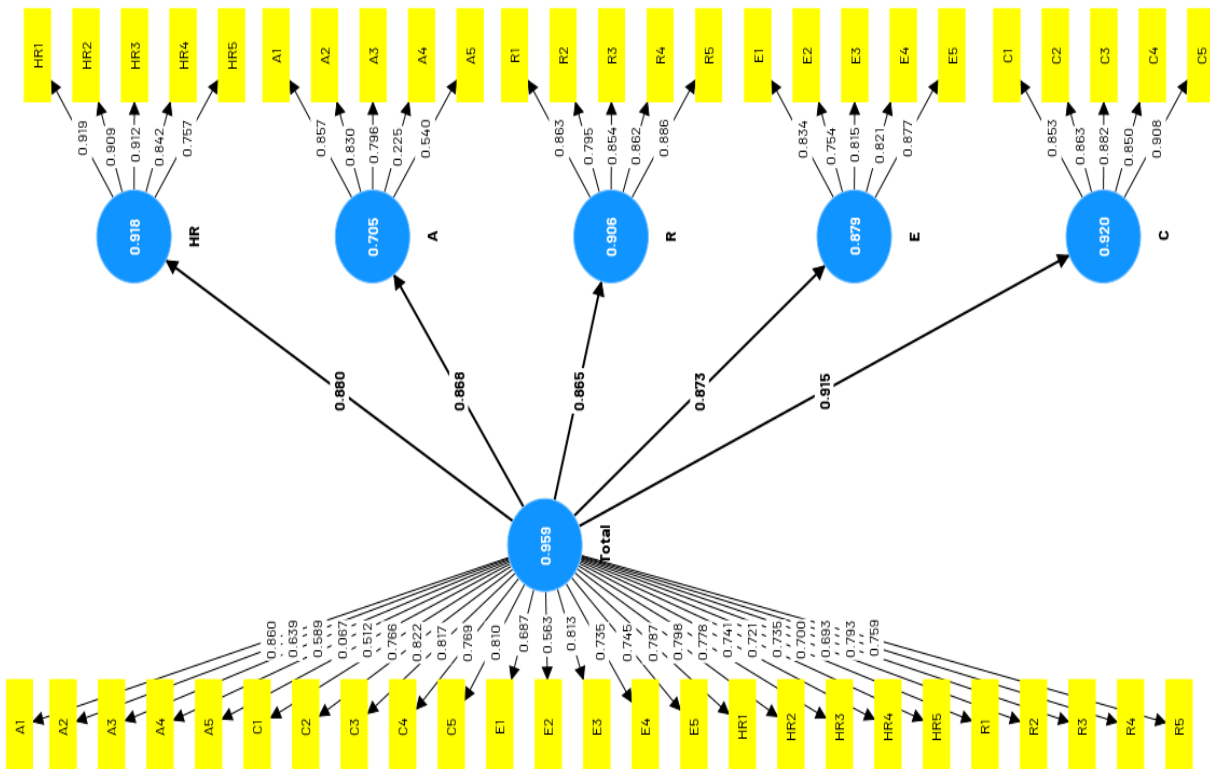 HR1 HR2 HR3 HR4 HR5 A1 A2 A3 A4 A5 R1 R2 R3 R4 R5 E1 E2 E3 E4 E5 C1 C2 C3 C4 C5
0.919 0.909 0.912 0.842 0.757 0.857 0.830 0.796 0.225 0.540 0.863 0.795 0.854 0.862 0.886 0.834 0.754 0.815 0.821 0.877 0.853 0.863 0.882 0.850 0.908
0.918 HR 0.705 A 0.906 R 0.879 E 0.920 C
0.880 0.868 0.865 0.873 0.915
0.959 Total
0.860 0.639 0.589 0.067 0.512 0.766 0.822 0.817 0.769 0.810 0.687 0.563 0.813 0.735 0.745 0.787 0.798 0.778 0.741 0.721 0.735 0.700 0.693 0.793 0.759
A1 A2 A3 A4 A5 C1 C2 C3 C4 C5 E1 E2 E3 E4 E5 HR1 HR2 HR3 HR4 HR5 R1 R2 R3 R4 R5